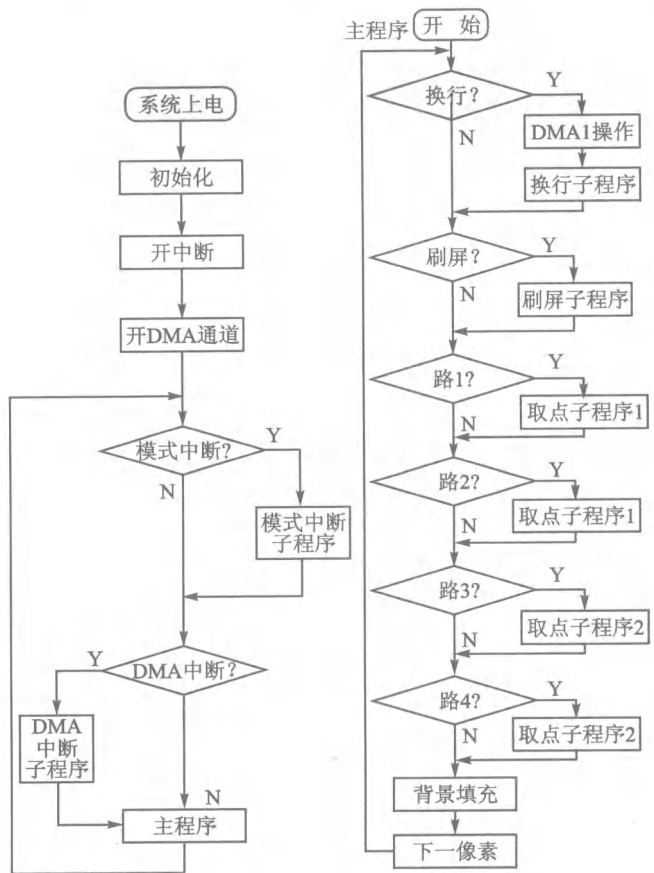 系统上电
初始化
开中断
开DMA通道
模式中断?
Y
N
模式中断
子程序
DMA中断?
Y
DMA
中断
子程序
N
主程序
主程序
开 始
换行?
Y
N
DMA1操作
换行子程序
刷屏?
Y
N
刷屏子程序
路1?
Y
N
取点子程序1
路2?
Y
N
取点子程序1
路3?
Y
N
取点子程序2
路4?
Y
N
取点子程序2
背景填充
下一像素